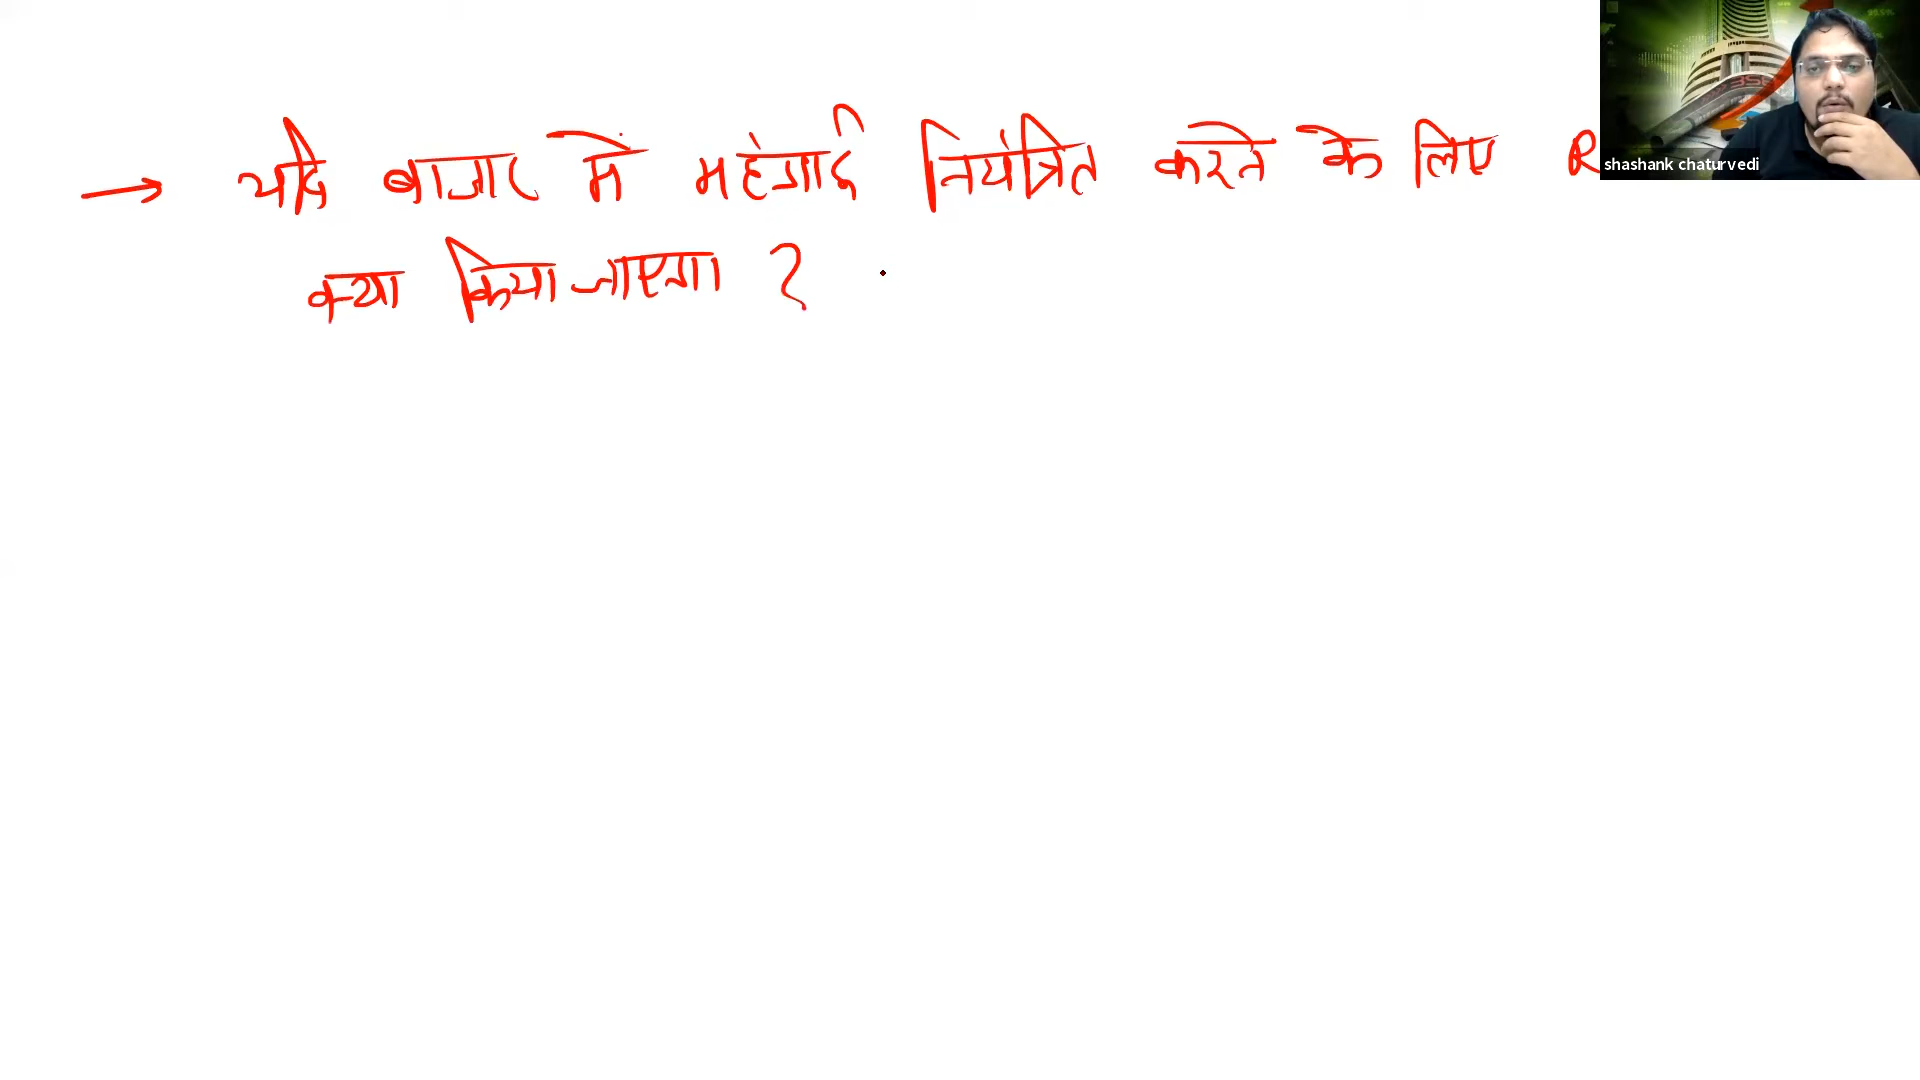 → यदि बाजार में महंगाई नियंत्रित करने के लिए R
क्या किया जाएगा ?
shashank chaturvedi